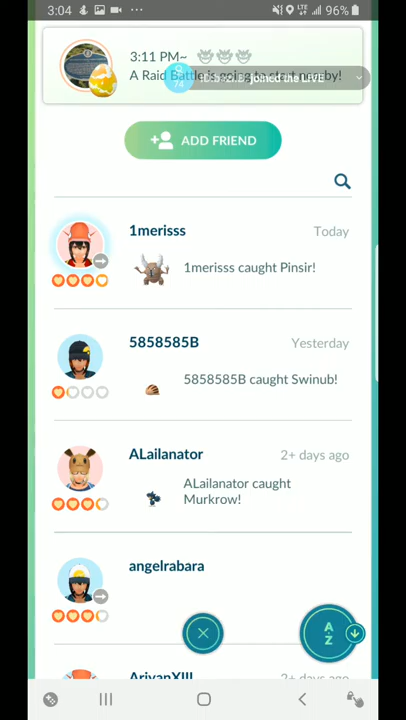 3:04
LTE
96%
3:11 PM~
A Raid Battle is going to start nearby!
joined the LIVE
ADD FRIEND
1merisss
Today
1merisss caught Pinsir!
5858585B
Yesterday
5858585B caught Swinub!
ALailanator
2+ days ago
ALailanator caught
Murkrow!
angelrabara
A
Z
AriyanXIII
2+ days ago